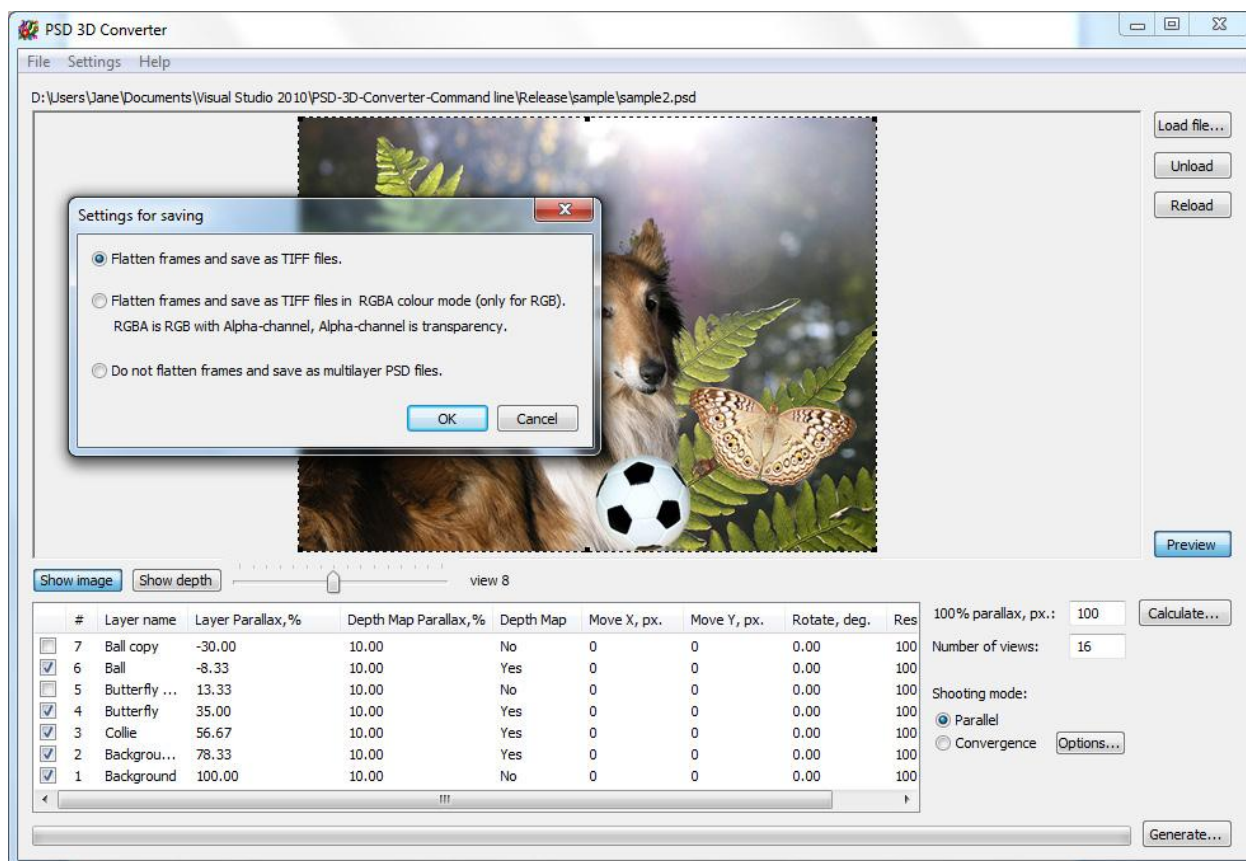 PSD 3D Converter
File Settings Help
D:\Users\Jane\Documents\Visual Studio 2010\PSD-3D-Converter-Command line\Release\sample\sample2.psd
Load file...
Unload
Reload
Settings for saving
Flatten frames and save as TIFF files.
Flatten frames and save as TIFF files in RGBA colour mode (only for RGB).
RGBA is RGB with Alpha-channel, Alpha-channel is transparency.
Do not flatten frames and save as multilayer PSD files.
OK Cancel
Preview
Show image Show depth view 8
# Layer name Layer Parallax,% Depth Map Parallax,% Depth Map Move X, px. Move Y, px. Rotate, deg. Res
7 Ball copy -30.00 10.00 No 0 0 0.00 100
6 Ball -8.33 10.00 Yes 0 0 0.00 100
5 Butterfly ... 13.33 10.00 No 0 0 0.00 100
4 Butterfly 35.00 10.00 Yes 0 0 0.00 100
3 Collie 56.67 10.00 Yes 0 0 0.00 100
2 Backgrou... 78.33 10.00 Yes 0 0 0.00 100
1 Background 100.00 10.00 No 0 0 0.00 100
100% parallax, px.: 100 Calculate...
Number of views: 16
Shooting mode:
Parallel
Convergence Options...
Generate...